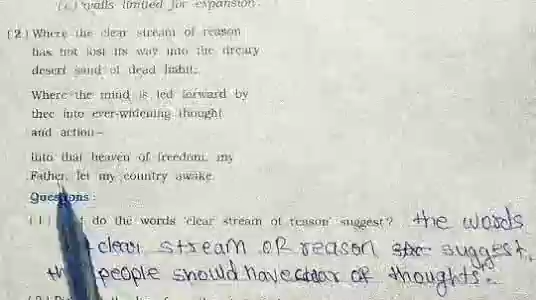 (c) walls limited for expansion.
(2) Where the clear stream of reason
has not lost its way into the dreary
desert sand of dead habit;
Where the mind is led forward by
thee into ever-widening thought
and action—
Into that heaven of freedom, my
Father, let my country awake.
Questions:
(1) do the words 'clear stream of reason' suggest? the words
clear stream of reason suggest,
people should have clear of thoughts.